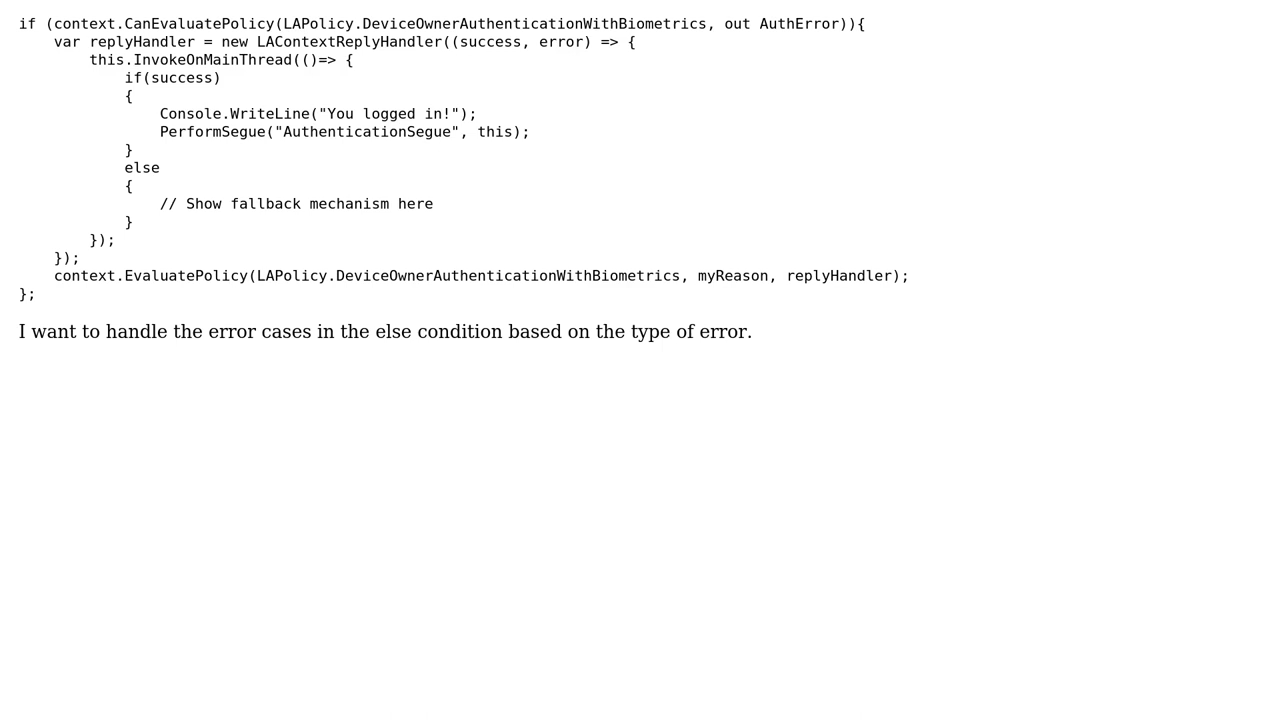 if (context.CanEvaluatePolicy(LAPolicy.DeviceOwnerAuthenticationWithBiometrics, out AuthError)){
    var replyHandler = new LAContextReplyHandler((success, error) => {
        this.InvokeOnMainThread(()=> {
            if(success)
            {
                Console.WriteLine("You logged in!");
                PerformSegue("AuthenticationSegue", this);
            }
            else
            {
                // Show fallback mechanism here
            }
        });
    });
    context.EvaluatePolicy(LAPolicy.DeviceOwnerAuthenticationWithBiometrics, myReason, replyHandler);
};
I want to handle the error cases in the else condition based on the type of error.